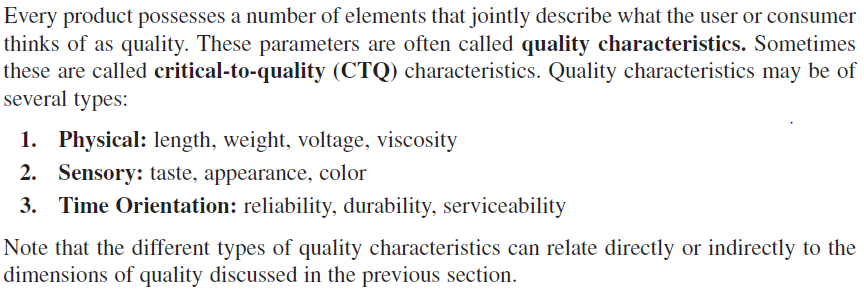 Every product possesses a number of elements that jointly describe what the user or consumer
thinks of as quality. These parameters are often called quality characteristics. Sometimes
these are called critical-to-quality (CTQ) characteristics. Quality characteristics may be of
several types:
1. Physical: length, weight, voltage, viscosity
2. Sensory: taste, appearance, color
3. Time Orientation: reliability, durability, serviceability
Note that the different types of quality characteristics can relate directly or indirectly to the
dimensions of quality discussed in the previous section.